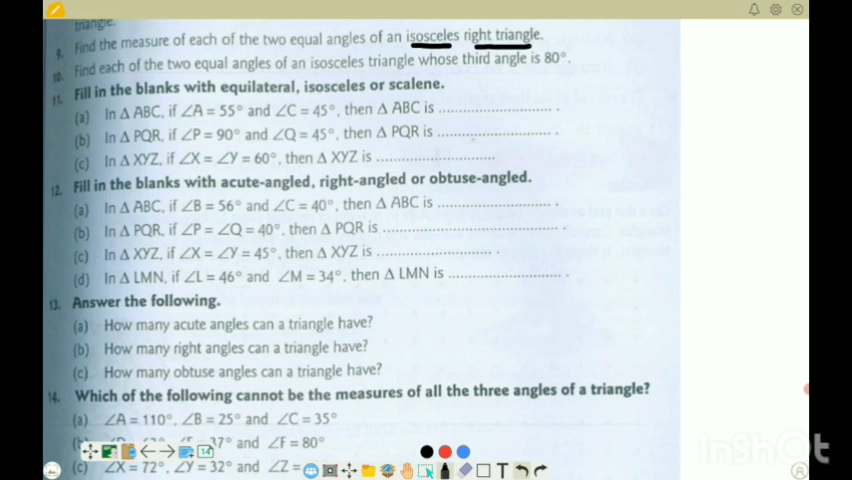 triangle.
9. Find the measure of each of the two equal angles of an isosceles right triangle.
10. Find each of the two equal angles of an isosceles triangle whose third angle is 80°.
11. Fill in the blanks with equilateral, isosceles or scalene.
(a) In Δ ABC, if ∠A = 55° and ∠C = 45°, then Δ ABC is .............................. .
(b) In Δ PQR, if ∠P = 90° and ∠Q = 45°, then Δ PQR is .............................. .
(c) In Δ XYZ, if ∠X = ∠Y = 60°, then Δ XYZ is ..............................
12. Fill in the blanks with acute-angled, right-angled or obtuse-angled.
(a) In Δ ABC, if ∠B = 56° and ∠C = 40°, then Δ ABC is .............................. .
(b) In Δ PQR, if ∠P = ∠Q = 40°, then Δ PQR is .............................. .
(c) In Δ XYZ, if ∠X = ∠Y = 45°, then Δ XYZ is .............................. .
(d) In Δ LMN, if ∠L = 46° and ∠M = 34°, then Δ LMN is .............................. .
13. Answer the following.
(a) How many acute angles can a triangle have?
(b) How many right angles can a triangle have?
(c) How many obtuse angles can a triangle have?
14. Which of the following cannot be the measures of all the three angles of a triangle?
(a) ∠A = 110°, ∠B = 25° and ∠C = 35°
37° and ∠F = 80°
(c) ∠X = 72°, ∠Y = 32° and ∠Z =
14
T
InShOt